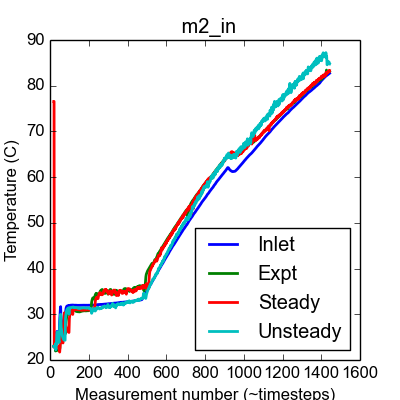 m2_in
90
80
70
60
50
40
30
20
Temperature (C)
Inlet
Expt
Steady
Unsteady
0 200 400 600 800 1000 1200 1400 1600
Measurement number (~timesteps)